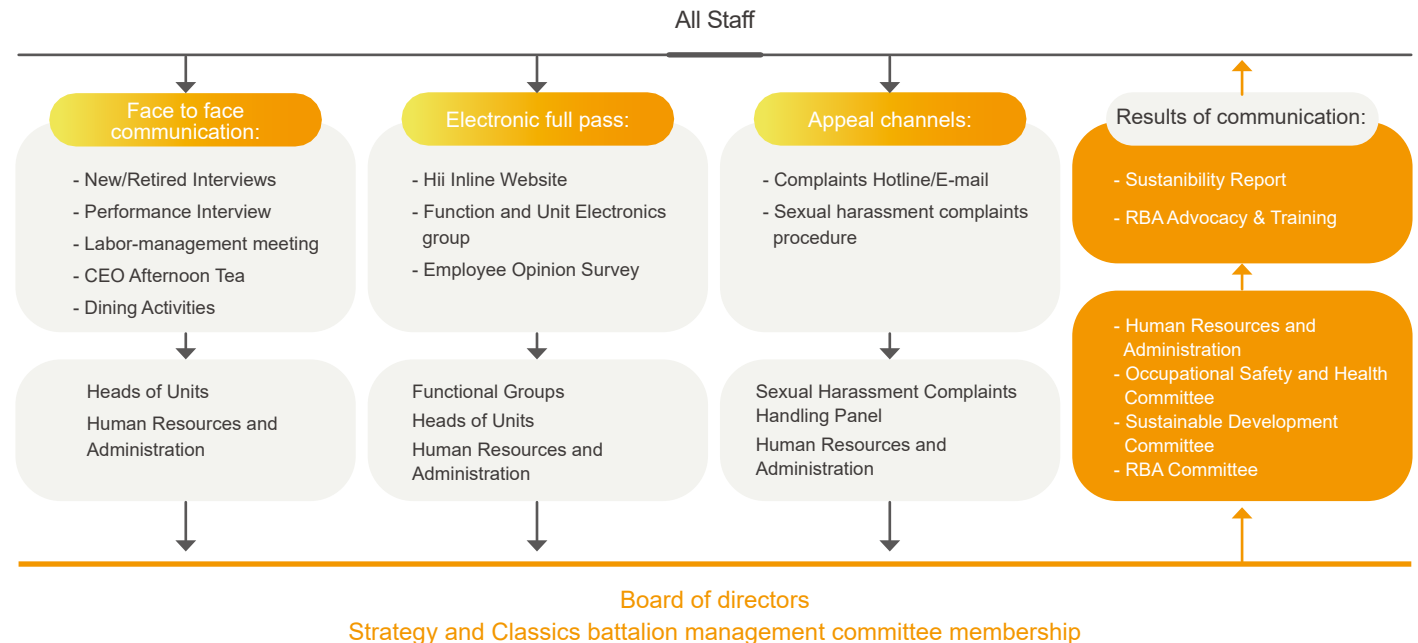 All Staff
Face to face
communication:
- New/Retired Interviews
- Performance Interview
- Labor-management meeting
- CEO Afternoon Tea
- Dining Activities
Heads of Units
Human Resources and
Administration
Electronic full pass:
- Hii Inline Website
- Function and Unit Electronics
group
- Employee Opinion Survey
Functional Groups
Heads of Units
Human Resources and
Administration
Appeal channels:
- Complaints Hotline/E-mail
- Sexual harassment complaints
procedure
Sexual Harassment Complaints
Handling Panel
Human Resources and
Administration
Results of communication:
- Sustanibility Report
- RBA Advocacy & Training
- Human Resources and
Administration
- Occupational Safety and Health
Committee
- Sustainable Development
Committee
- RBA Committee
Board of directors
Strategy and Classics battalion management committee membership